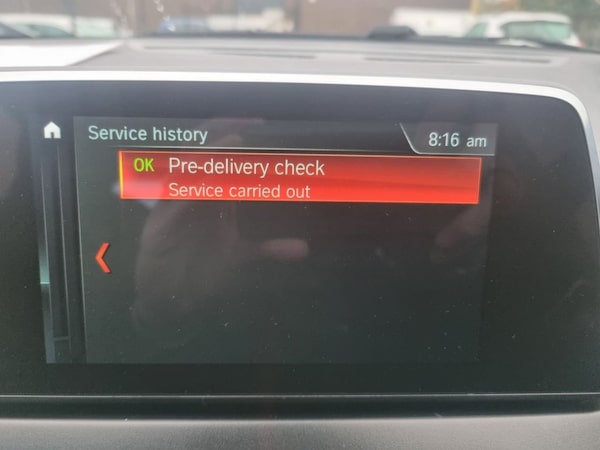 Service history
8:16 am
OK Pre-delivery check
Service carried out